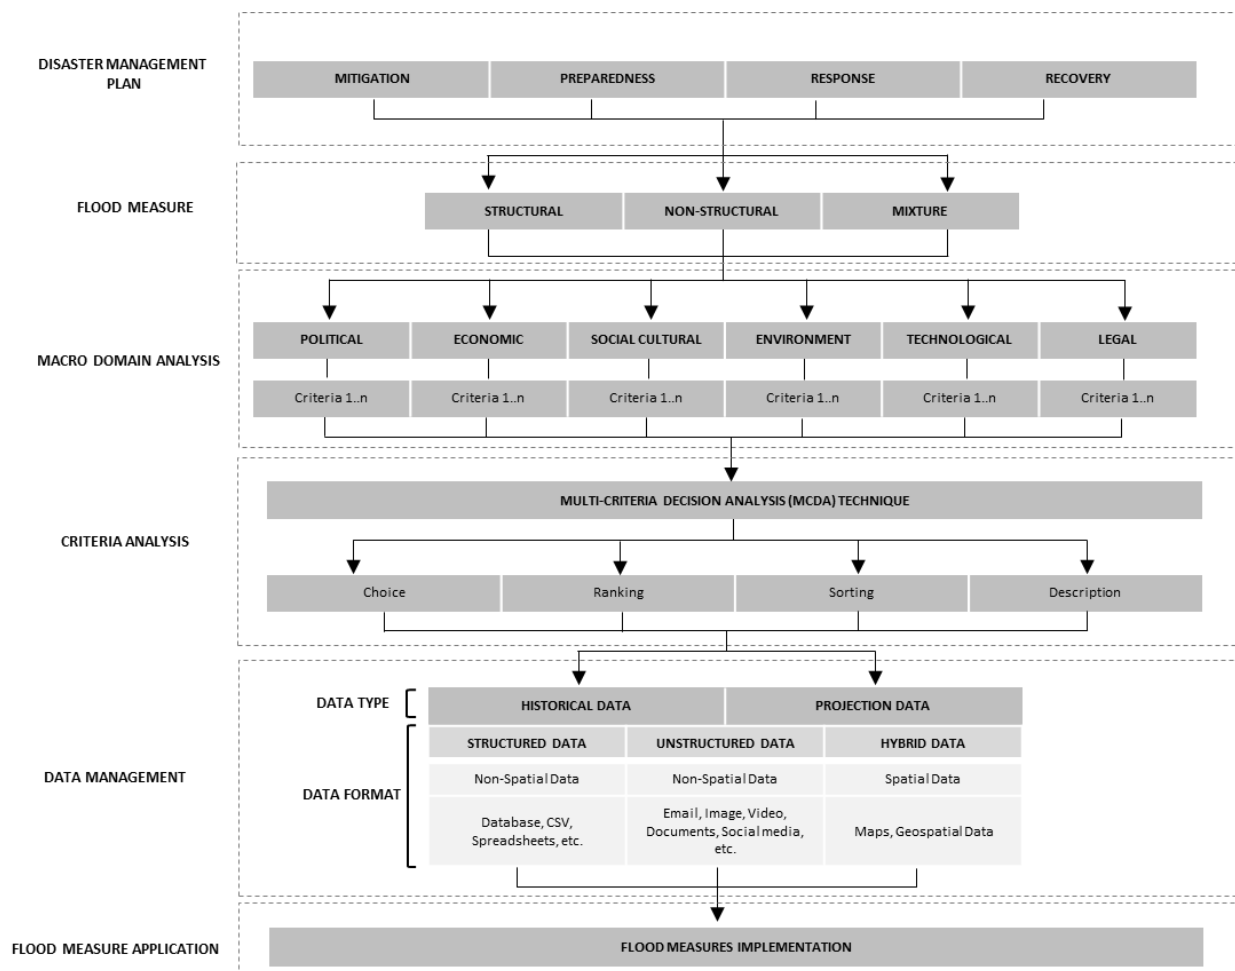 DISASTER MANAGEMENT
PLAN
MITIGATION
PREPAREDNESS
RESPONSE
RECOVERY
FLOOD MEASURE
STRUCTURAL
NON-STRUCTURAL
MIXTURE
MACRO DOMAIN ANALYSIS
POLITICAL
ECONOMIC
SOCIAL CULTURAL
ENVIRONMENT
TECHNOLOGICAL
LEGAL
Criteria 1..n
Criteria 1..n
Criteria 1..n
Criteria 1..n
Criteria 1..n
Criteria 1..n
CRITERIA ANALYSIS
MULTI-CRITERIA DECISION ANALYSIS (MCDA) TECHNIQUE
Choice
Ranking
Sorting
Description
DATA MANAGEMENT
DATA TYPE
HISTORICAL DATA
PROJECTION DATA
DATA FORMAT
STRUCTURED DATA
UNSTRUCTURED DATA
HYBRID DATA
Non-Spatial Data
Non-Spatial Data
Spatial Data
Database, CSV,
Spreadsheets, etc.
Email, Image, Video,
Documents, Social media,
etc.
Maps, Geospatial Data
FLOOD MEASURE APPLICATION
FLOOD MEASURES IMPLEMENTATION